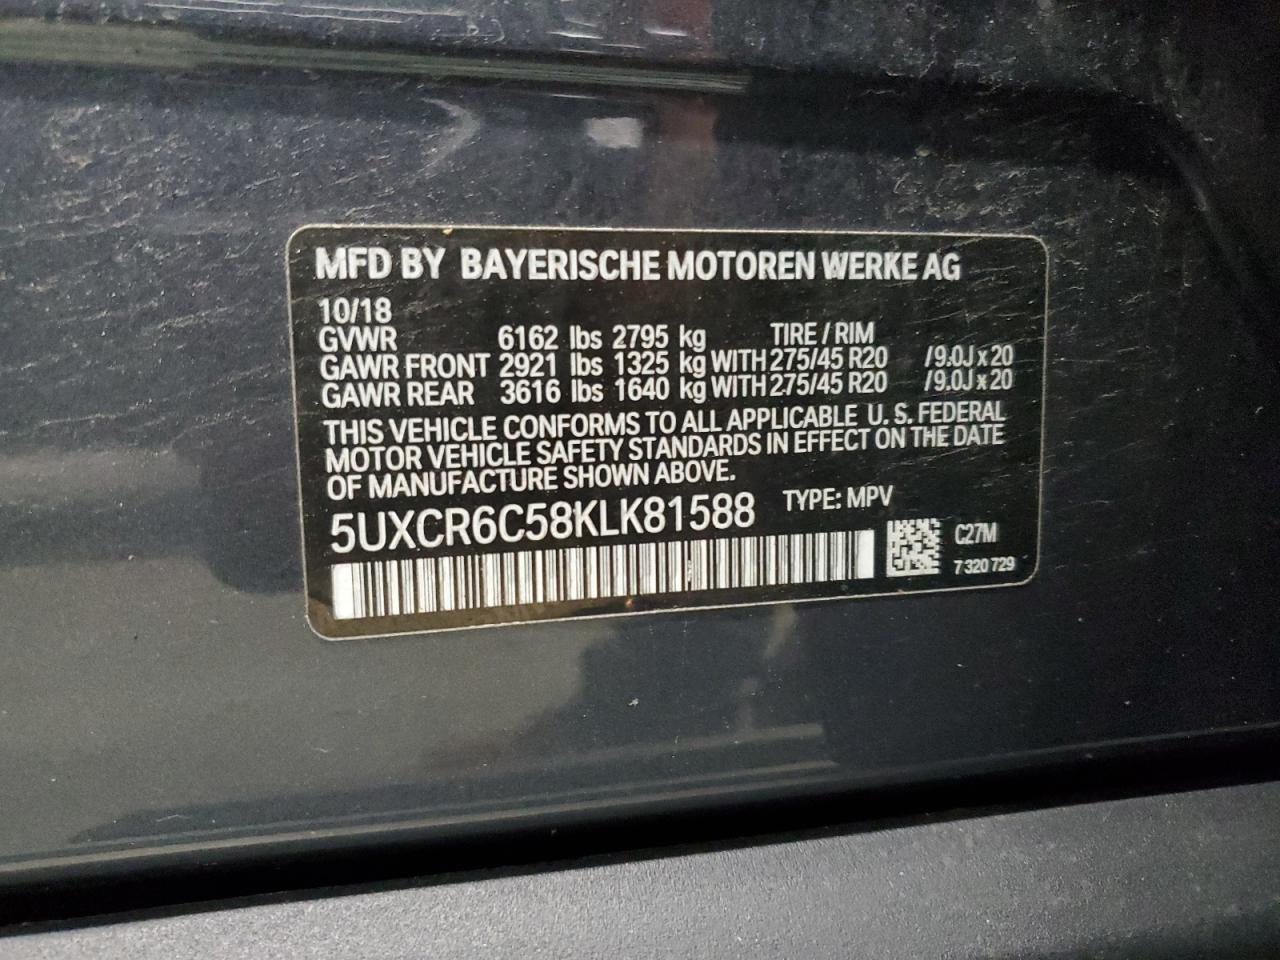 MFD BY BAYERISCHE MOTOREN WERKE AG
10/18
GVWR 6162 lbs 2795 kg TIRE / RIM
GAWR FRONT 2921 lbs 1325 kg WITH 275/45 R20 /9.0J x 20
GAWR REAR 3616 lbs 1640 kg WITH 275/45 R20 /9.0J x 20
THIS VEHICLE CONFORMS TO ALL APPLICABLE U.S. FEDERAL
MOTOR VEHICLE SAFETY STANDARDS IN EFFECT ON THE DATE
OF MANUFACTURE SHOWN ABOVE.
5UXCR6C58KLK81588 TYPE: MPV
C27M
7 320 729